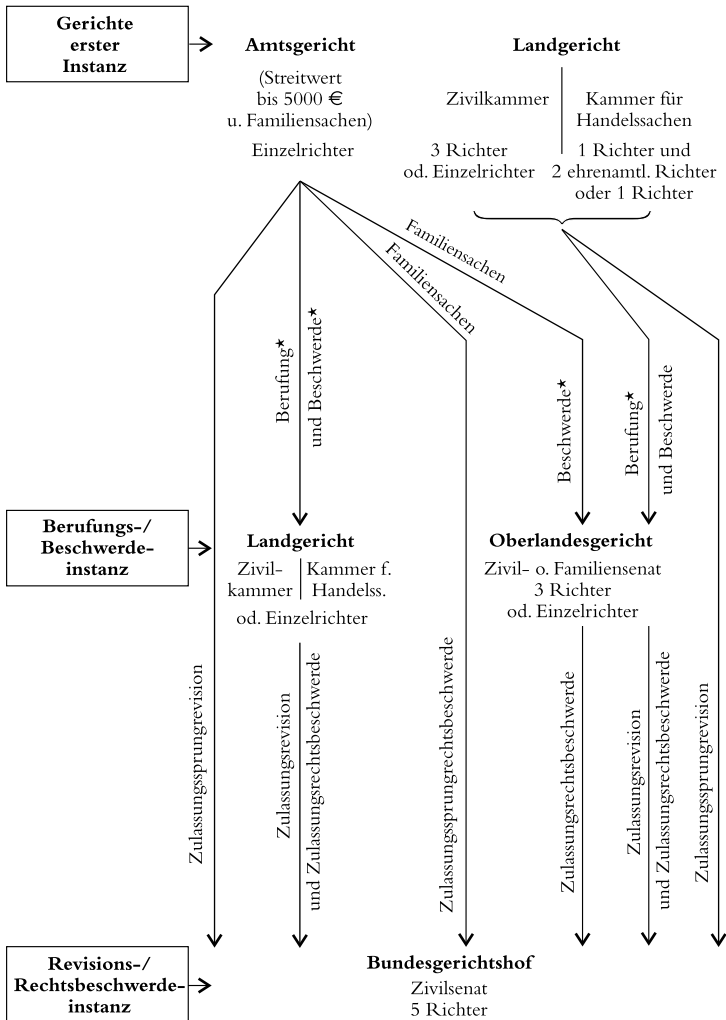 Gerichte
erster
Instanz
Amtsgericht
(Streitwert
bis 5000 €
u. Familiensachen)
Einzelrichter
Landgericht
Zivilkammer
3 Richter
od. Einzelrichter
Kammer für
Handelssachen
1 Richter und
2 ehrenamtl. Richter
oder 1 Richter
Familiensachen
Familiensachen
Berufung★
und Beschwerde★
Beschwerde★
Berufung★
und Beschwerde
Berufungs-/
Beschwerde-
instanz
Landgericht
Zivil-
kammer
Kammer f.
Handelss.
od. Einzelrichter
Oberlandesgericht
Zivil- o. Familiensenat
3 Richter
od. Einzelrichter
Zulassungssprungrevision
Zulassungsrevision
und Zulassungsrechtsbeschwerde
Zulassungssprungrechtsbeschwerde
Zulassungsrechtsbeschwerde
Zulassungsrevision
und Zulassungsrechtsbeschwerde
Zulassungssprungrevision
Revisions-/
Rechtsbeschwerde-
instanz
Bundesgerichtshof
Zivilsenat
5 Richter